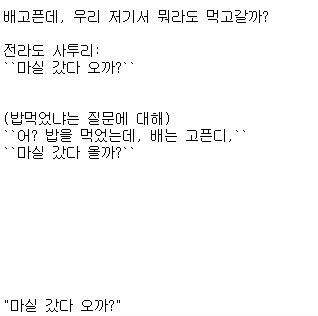 배고픈데, 우리 저기서 뭐라도 먹고갈까?
전라도 사투리:
``마실 갔다 오까?``
(밥먹었냐는 질문에 대해)
``어? 밥을 먹었는데, 배는 고픈디,``
``마실 갔다 올까?``
"마실 갔다 오까?"